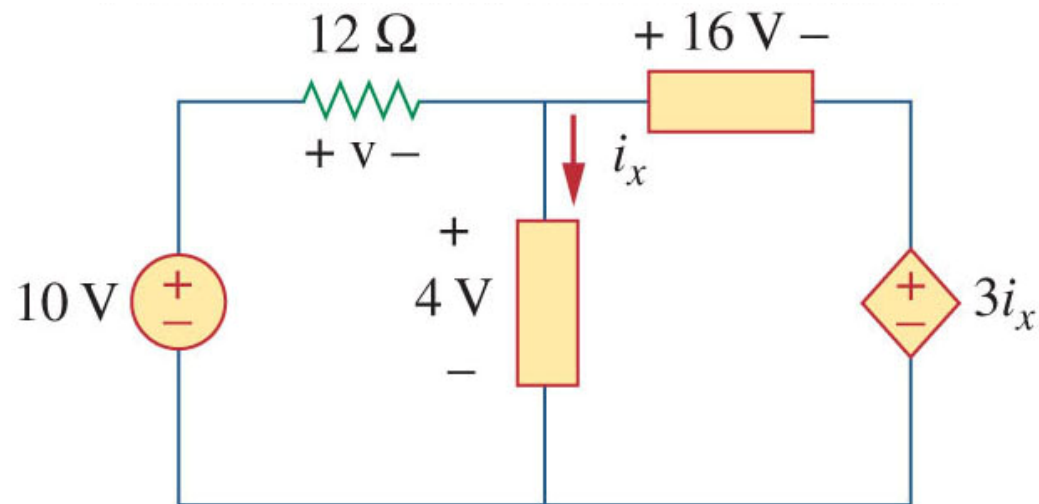 12 Ω
+ 16 V –
+ v –
i_x
+
4 V
–
10 V
+
–
+
–
3i_x